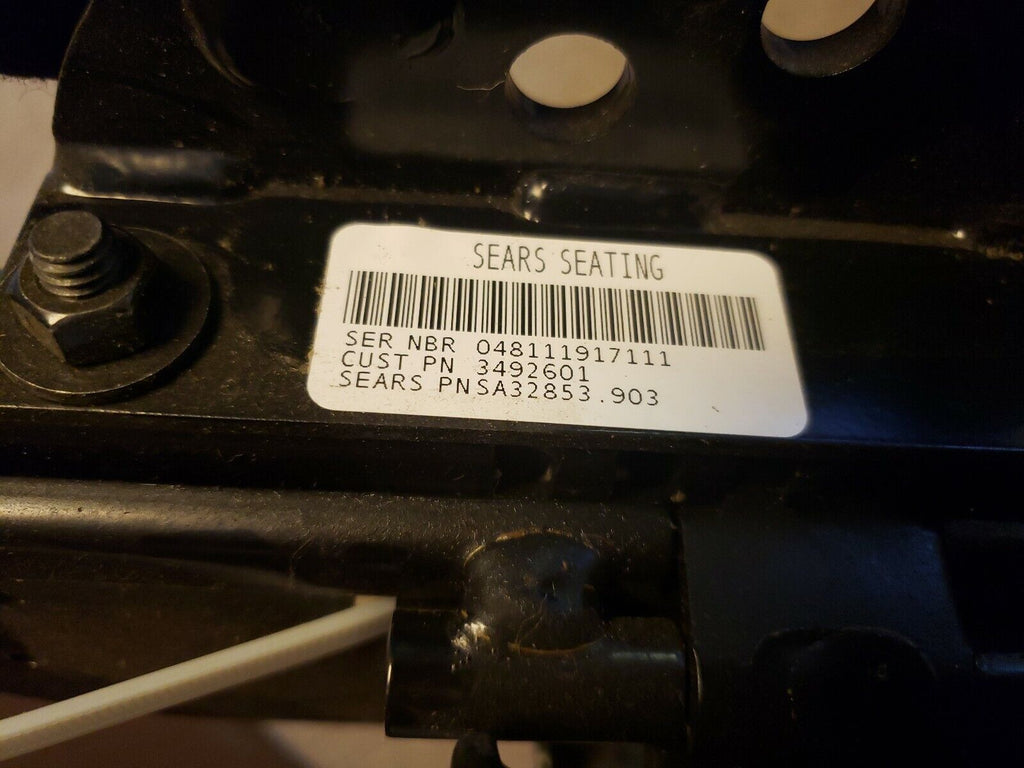 SEARS SEATING
SER NBR 048111917111
CUST PN 3492601
SEARS PNSA32853.903